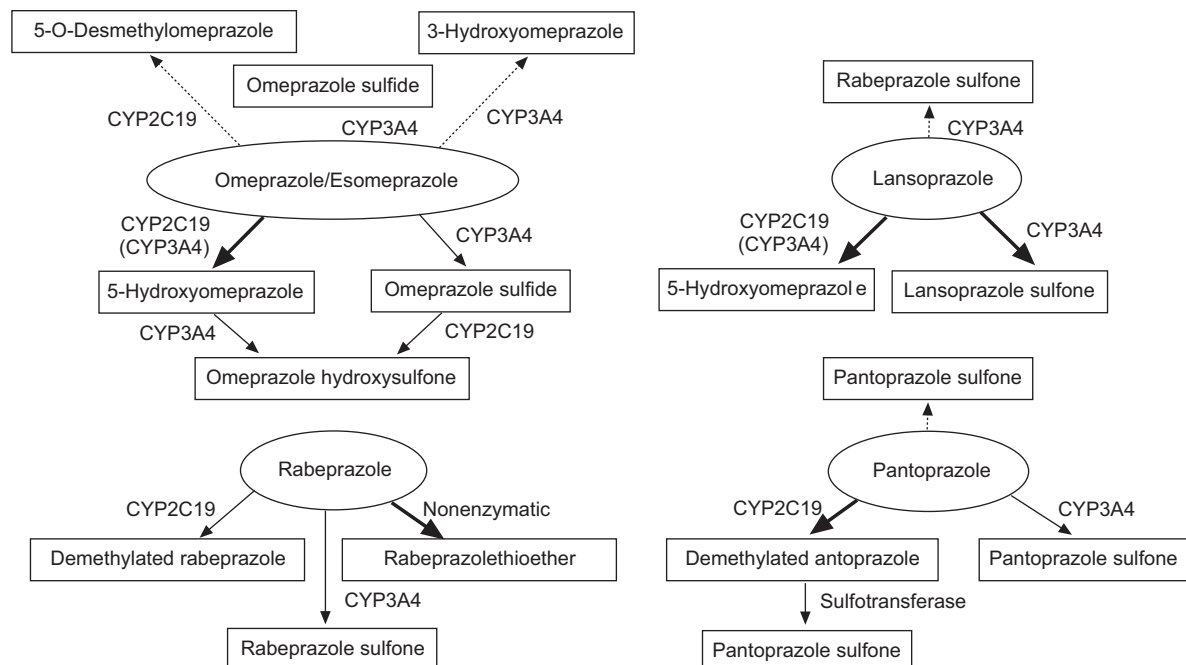 5-O-Desmethylomeprazole
3-Hydroxyomeprazole
Omeprazole sulfide
CYP2C19
CYP3A4
CYP3A4
Omeprazole/Esomeprazole
CYP2C19
(CYP3A4)
CYP3A4
5-Hydroxyomeprazole
Omeprazole sulfide
CYP3A4
CYP2C19
Omeprazole hydroxysulfone
Rabeprazole sulfone
CYP3A4
Lansoprazole
CYP2C19
(CYP3A4)
CYP3A4
5-Hydroxyomeprazole
Lansoprazole sulfone
Rabeprazole
CYP2C19
Nonenzymatic
Demethylated rabeprazole
Rabeprazolethioether
CYP3A4
Rabeprazole sulfone
Pantoprazole sulfone
Pantoprazole
CYP2C19
CYP3A4
Demethylated antoprazole
Pantoprazole sulfone
Sulfotransferase
Pantoprazole sulfone